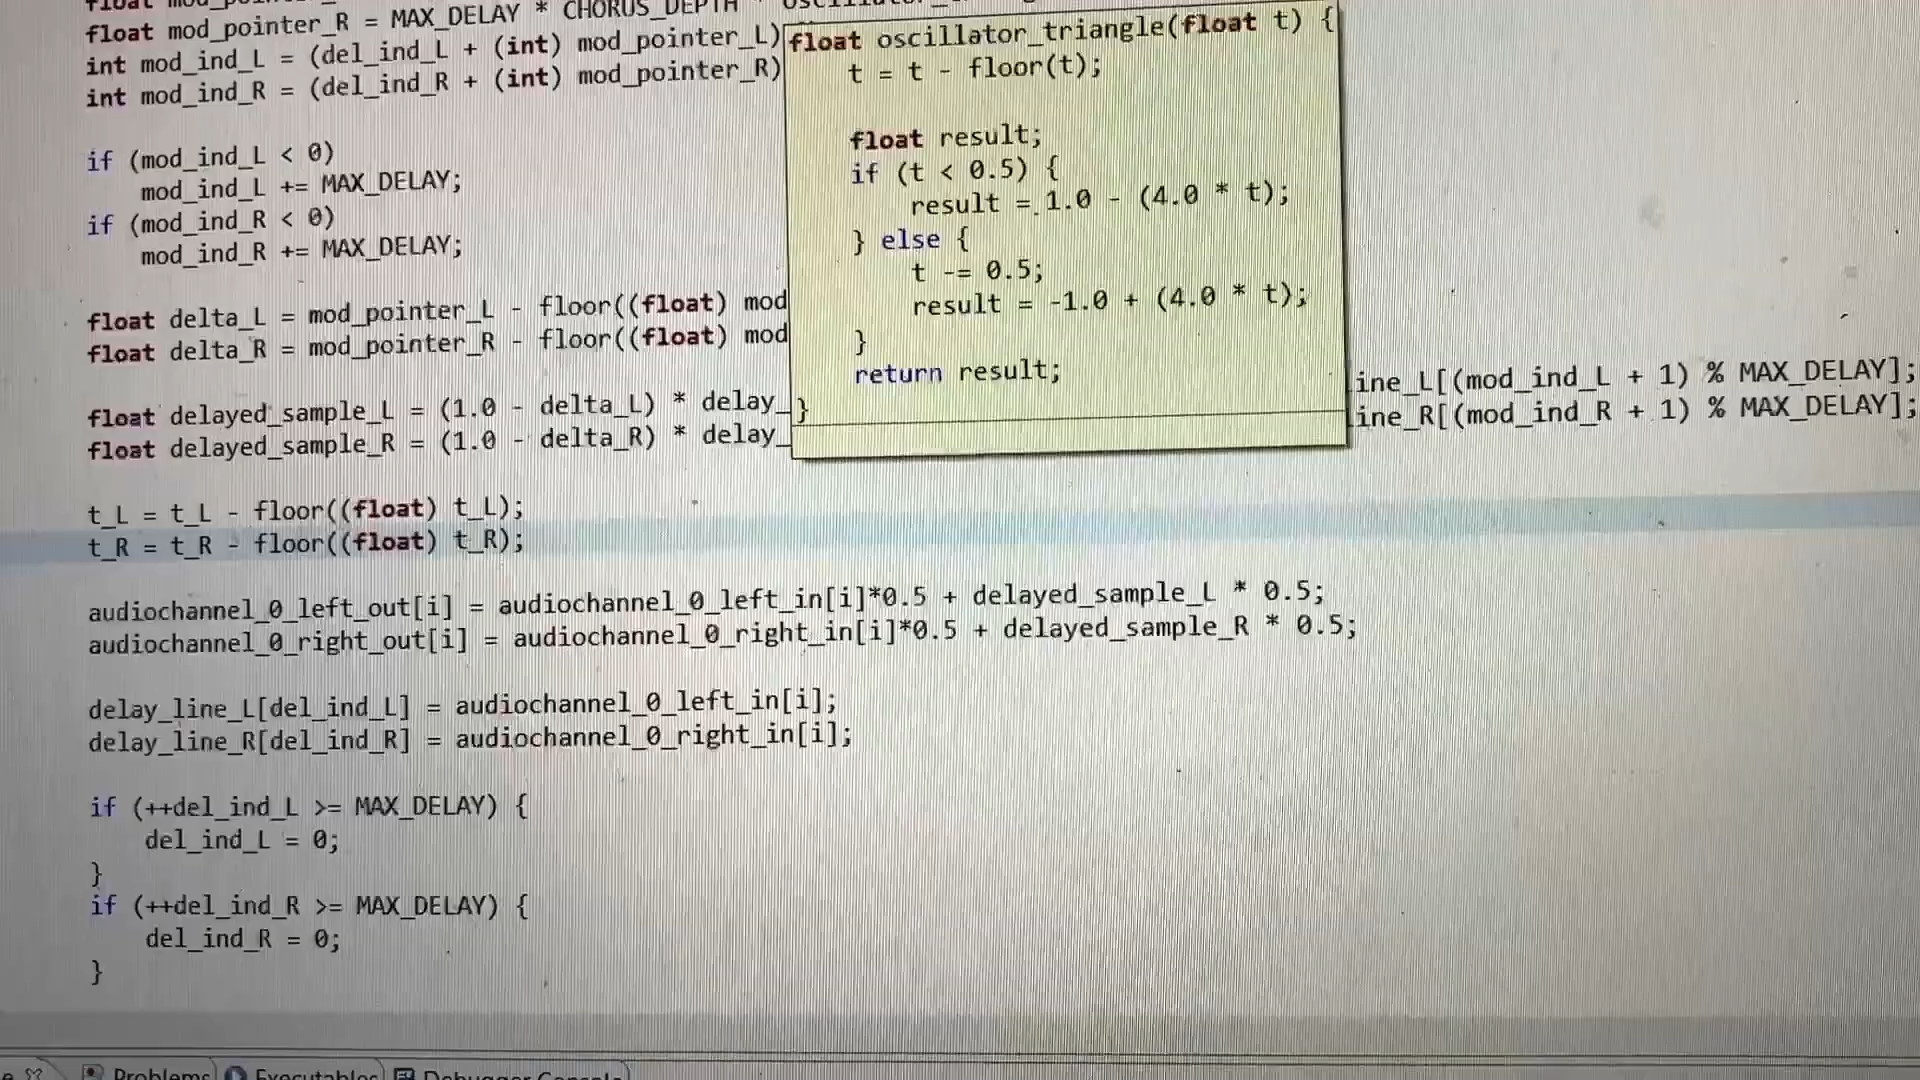 float mod_pointer_R = MAX_DELAY * CHORUS_DEPTH
int mod_ind_L = (del_ind_L + (int) mod_pointer_L)
int mod_ind_R = (del_ind_R + (int) mod_pointer_R)
if (mod_ind_L < 0)
mod_ind_L += MAX_DELAY;
if (mod_ind_R < 0)
mod_ind_R += MAX_DELAY;
float delta_L = mod_pointer_L - floor((float) mod
float delta_R = mod_pointer_R - floor((float) mod
float delayed_sample_L = (1.0 - delta_L) * delay_
float delayed_sample_R = (1.0 - delta_R) * delay_
float oscillator_triangle(float t) {
t = t - floor(t);
float result;
if (t < 0.5) {
result = 1.0 - (4.0 * t);
} else {
t -= 0.5;
result = -1.0 + (4.0 * t);
}
return result;
}
ine_L[(mod_ind_L + 1) % MAX_DELAY];
ine_R[(mod_ind_R + 1) % MAX_DELAY];
t_L = t_L - floor((float) t_L);
t_R = t_R - floor((float) t_R);
audiochannel_0_left_out[i] = audiochannel_0_left_in[i]*0.5 + delayed_sample_L * 0.5;
audiochannel_0_right_out[i] = audiochannel_0_right_in[i]*0.5 + delayed_sample_R * 0.5;
delay_line_L[del_ind_L] = audiochannel_0_left_in[i];
delay_line_R[del_ind_R] = audiochannel_0_right_in[i];
if (++del_ind_L >= MAX_DELAY) {
del_ind_L = 0;
}
if (++del_ind_R >= MAX_DELAY) {
del_ind_R = 0;
}
Problems Executables Debugger Console